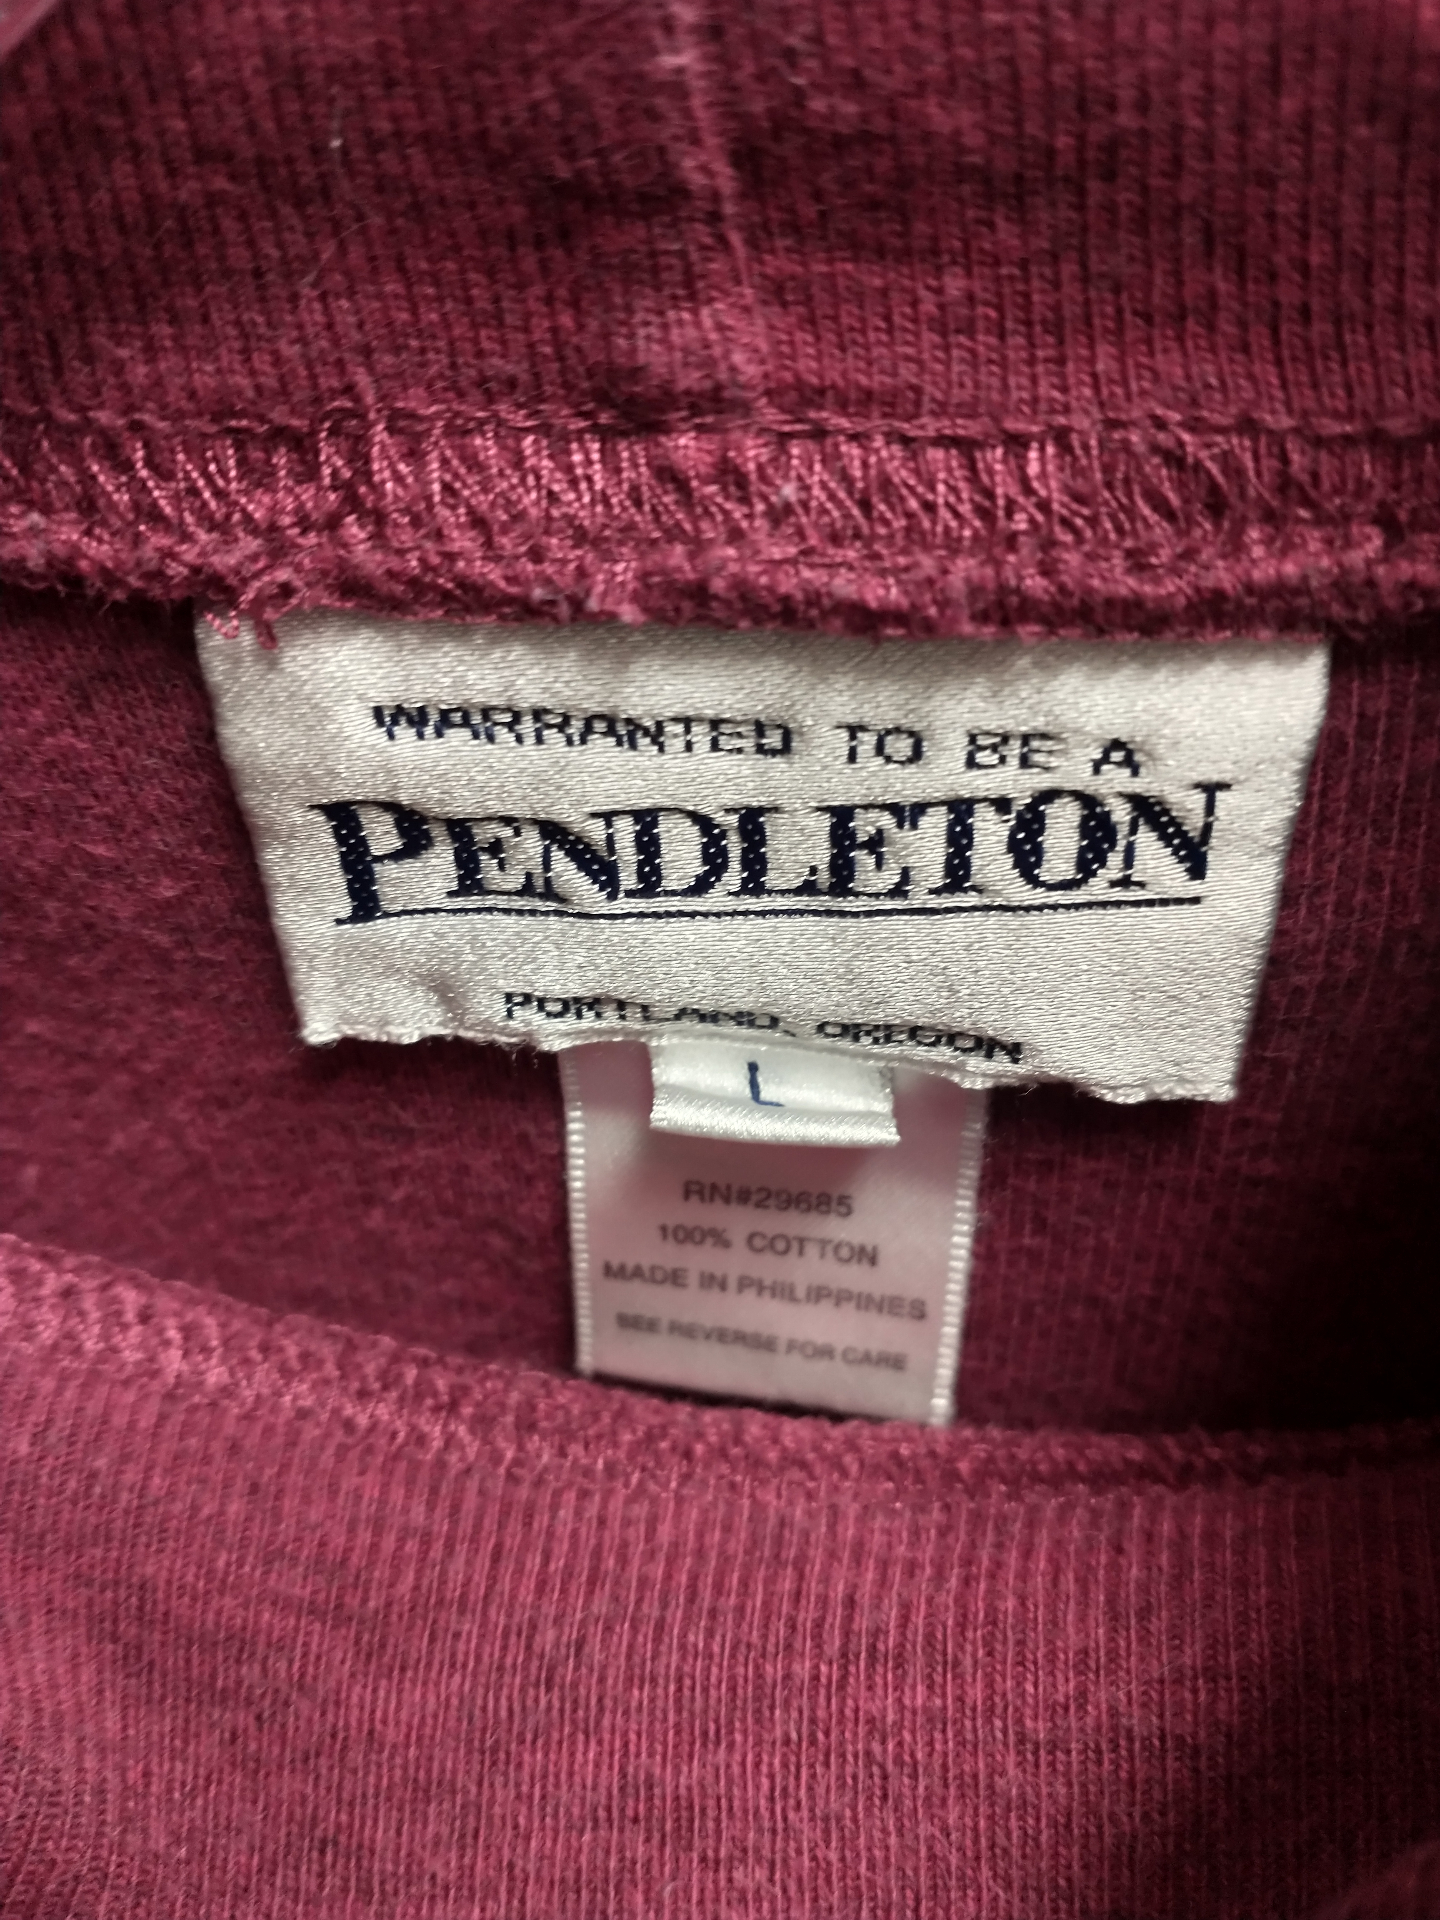 WARRANTED TO BE A
PENDLETON
PORTLAND, OREGON
L
RN#29685
100% COTTON
MADE IN PHILIPPINES
SEE REVERSE FOR CARE